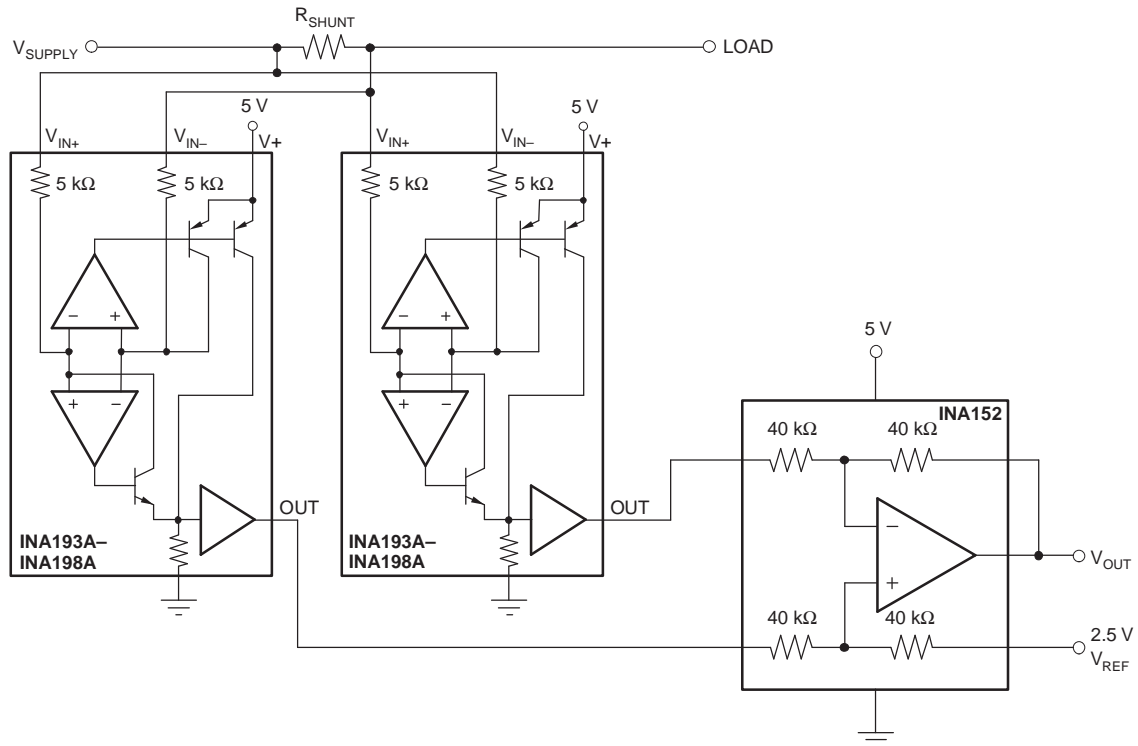 R_SHUNT
V_SUPPLY
LOAD
5 V
5 V
V_IN+
V_IN–
V+
V_IN+
V_IN–
V+
5 kΩ
5 kΩ
5 kΩ
5 kΩ
– +
– +
+ –
+ –
5 V
INA152
40 kΩ
40 kΩ
OUT
OUT
INA193A–
INA198A
INA193A–
INA198A
–
+
V_OUT
40 kΩ
40 kΩ
2.5 V
V_REF